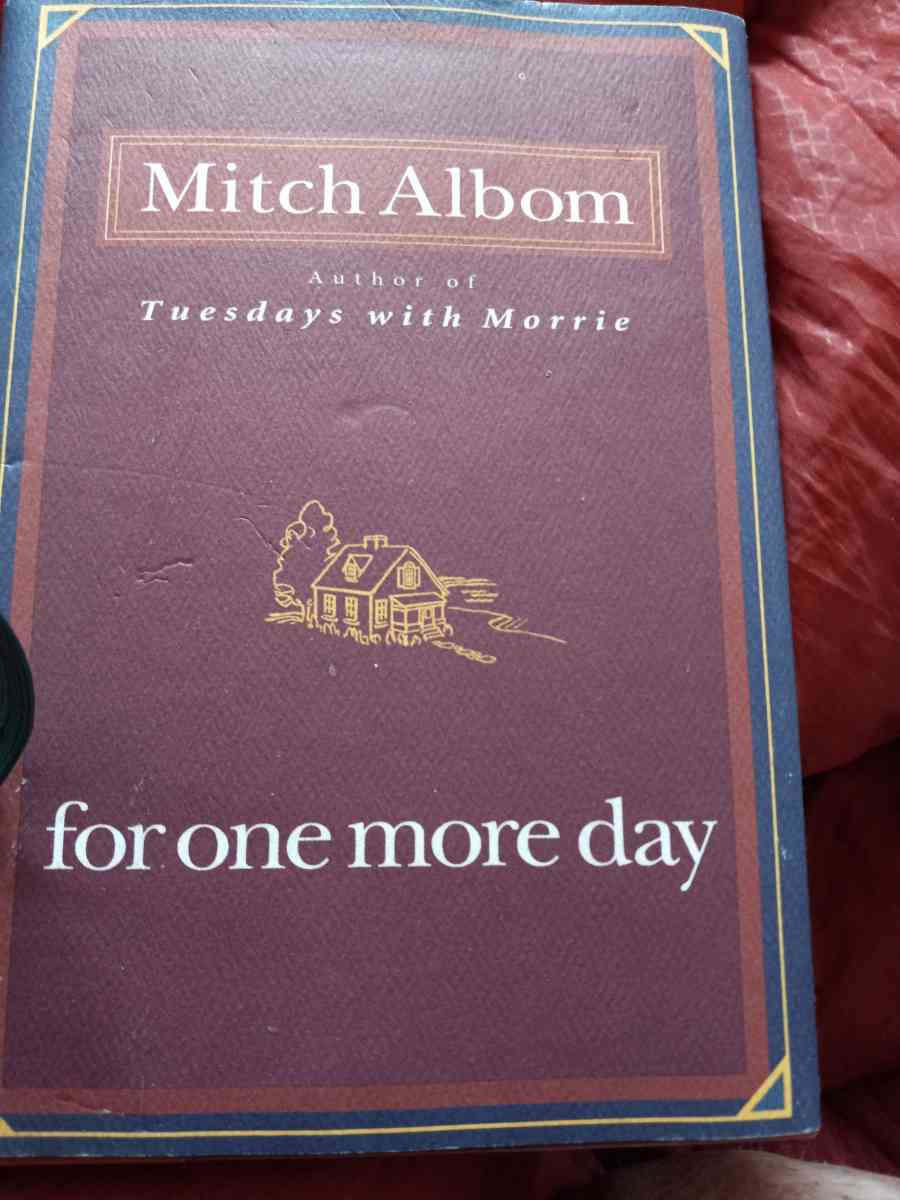 Mitch Albom
Author of
Tuesdays with Morrie
for one more day